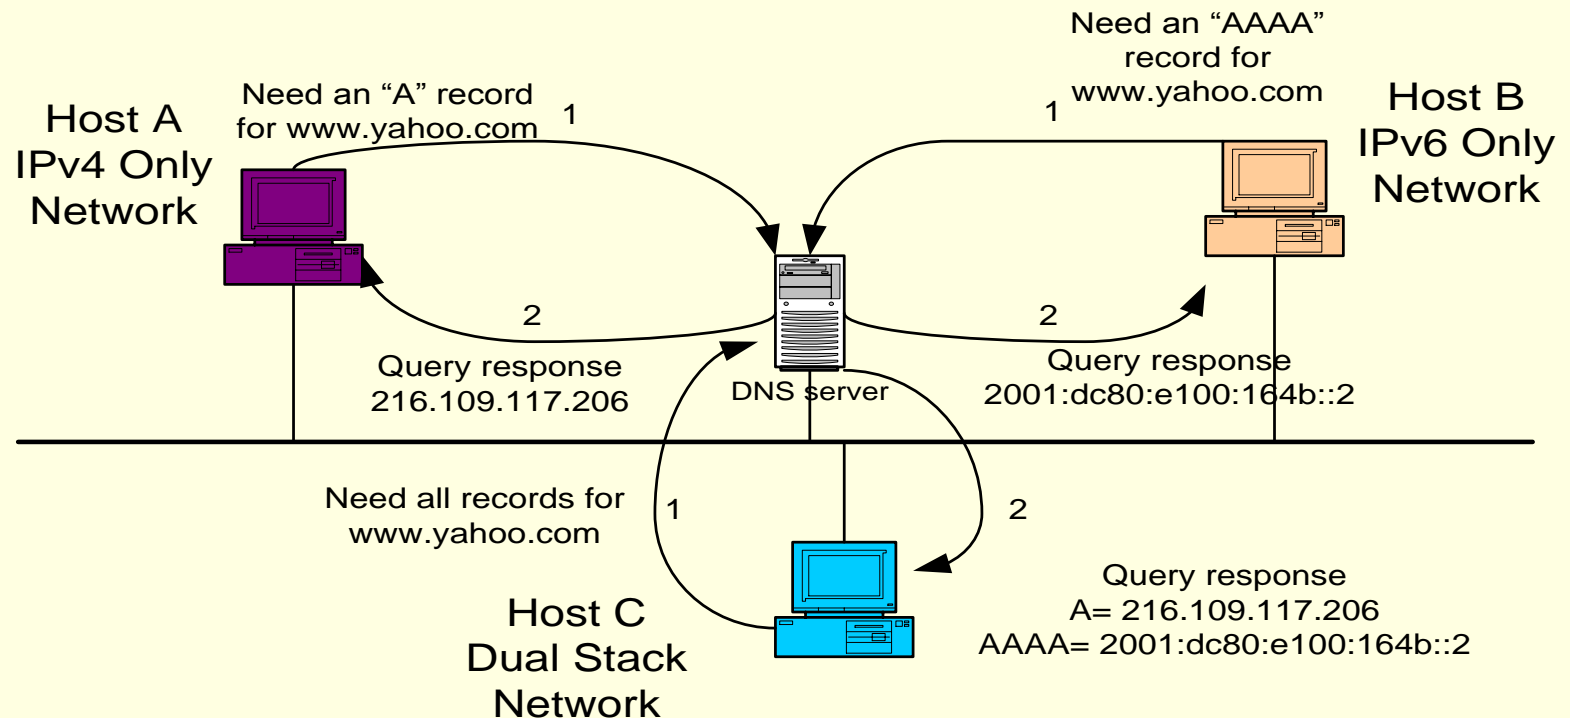 Need an “AAAA”
record for
www.yahoo.com
Need an “A” record
for www.yahoo.com
1
1
Host A
IPv4 Only
Network
Host B
IPv6 Only
Network
2
2
Query response
216.109.117.206
DNS server
Query response
2001:dc80:e100:164b::2
Need all records for
www.yahoo.com
1
2
Host C
Dual Stack
Network
Query response
A= 216.109.117.206
AAAA= 2001:dc80:e100:164b::2